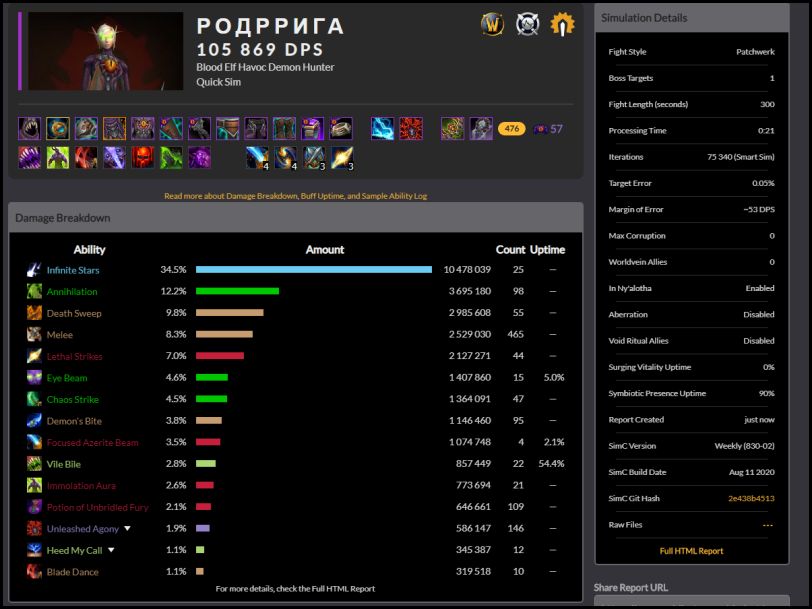 РОДРРИГА
105 869 DPS
Blood Elf Havoc Demon Hunter
Quick Sim
476
57
4 4 3 3
Read more about Damage Breakdown, Buff Uptime, and Sample Ability Log
Damage Breakdown
Ability Amount Count Uptime
Infinite Stars 34.5% 10 478 039 25 —
Annihilation 12.2% 3 695 180 98 —
Death Sweep 9.8% 2 985 608 55 —
Melee 8.3% 2 529 030 465 —
Lethal Strikes 7.0% 2 127 271 44 —
Eye Beam 4.6% 1 407 860 15 5.0%
Chaos Strike 4.5% 1 364 091 47 —
Demon's Bite 3.8% 1 146 460 95 —
Focused Azerite Beam 3.5% 1 074 748 4 2.1%
Vile Bile 2.8% 857 449 22 54.4%
Immolation Aura 2.6% 773 694 21 —
Potion of Unbridled Fury 2.1% 646 661 109 —
Unleashed Agony ▼ 1.9% 586 147 146 —
Heed My Call ▼ 1.1% 345 387 12 —
Blade Dance 1.1% 319 518 10 —
For more details, check the Full HTML Report
Simulation Details
Fight Style Patchwerk
Boss Targets 1
Fight Length (seconds) 300
Processing Time 0:21
Iterations 75 340 (Smart Sim)
Target Error 0.05%
Margin of Error ~53 DPS
Max Corruption 0
Worldvein Allies 0
In Ny'alotha Enabled
Aberration Disabled
Void Ritual Allies Disabled
Surging Vitality Uptime 0%
Symbiotic Presence Uptime 90%
Report Created just now
SimC Version Weekly (830-02)
SimC Build Date Aug 11 2020
SimC Git Hash 2e438b4513
Raw Files ---
Full HTML Report
Share Report URL